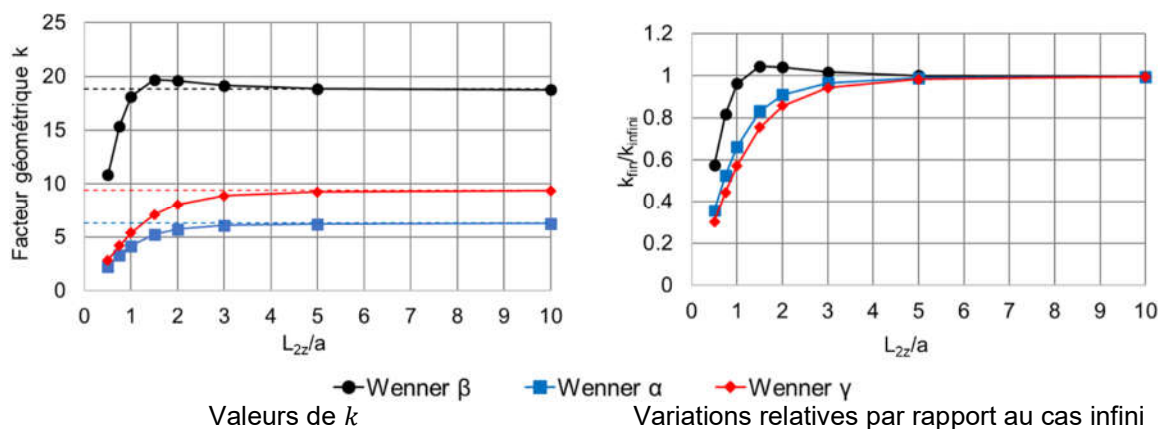 Facteur géométrique k
25
20
15
10
5
0
0 1 2 3 4 5 6 7 8 9 10
L2z/a
kfin/kinfini
1.2
1
0.8
0.6
0.4
0.2
0
0 1 2 3 4 5 6 7 8 9 10
L2z/a
Wenner β Wenner α Wenner γ
Valeurs de k
Variations relatives par rapport au cas infini